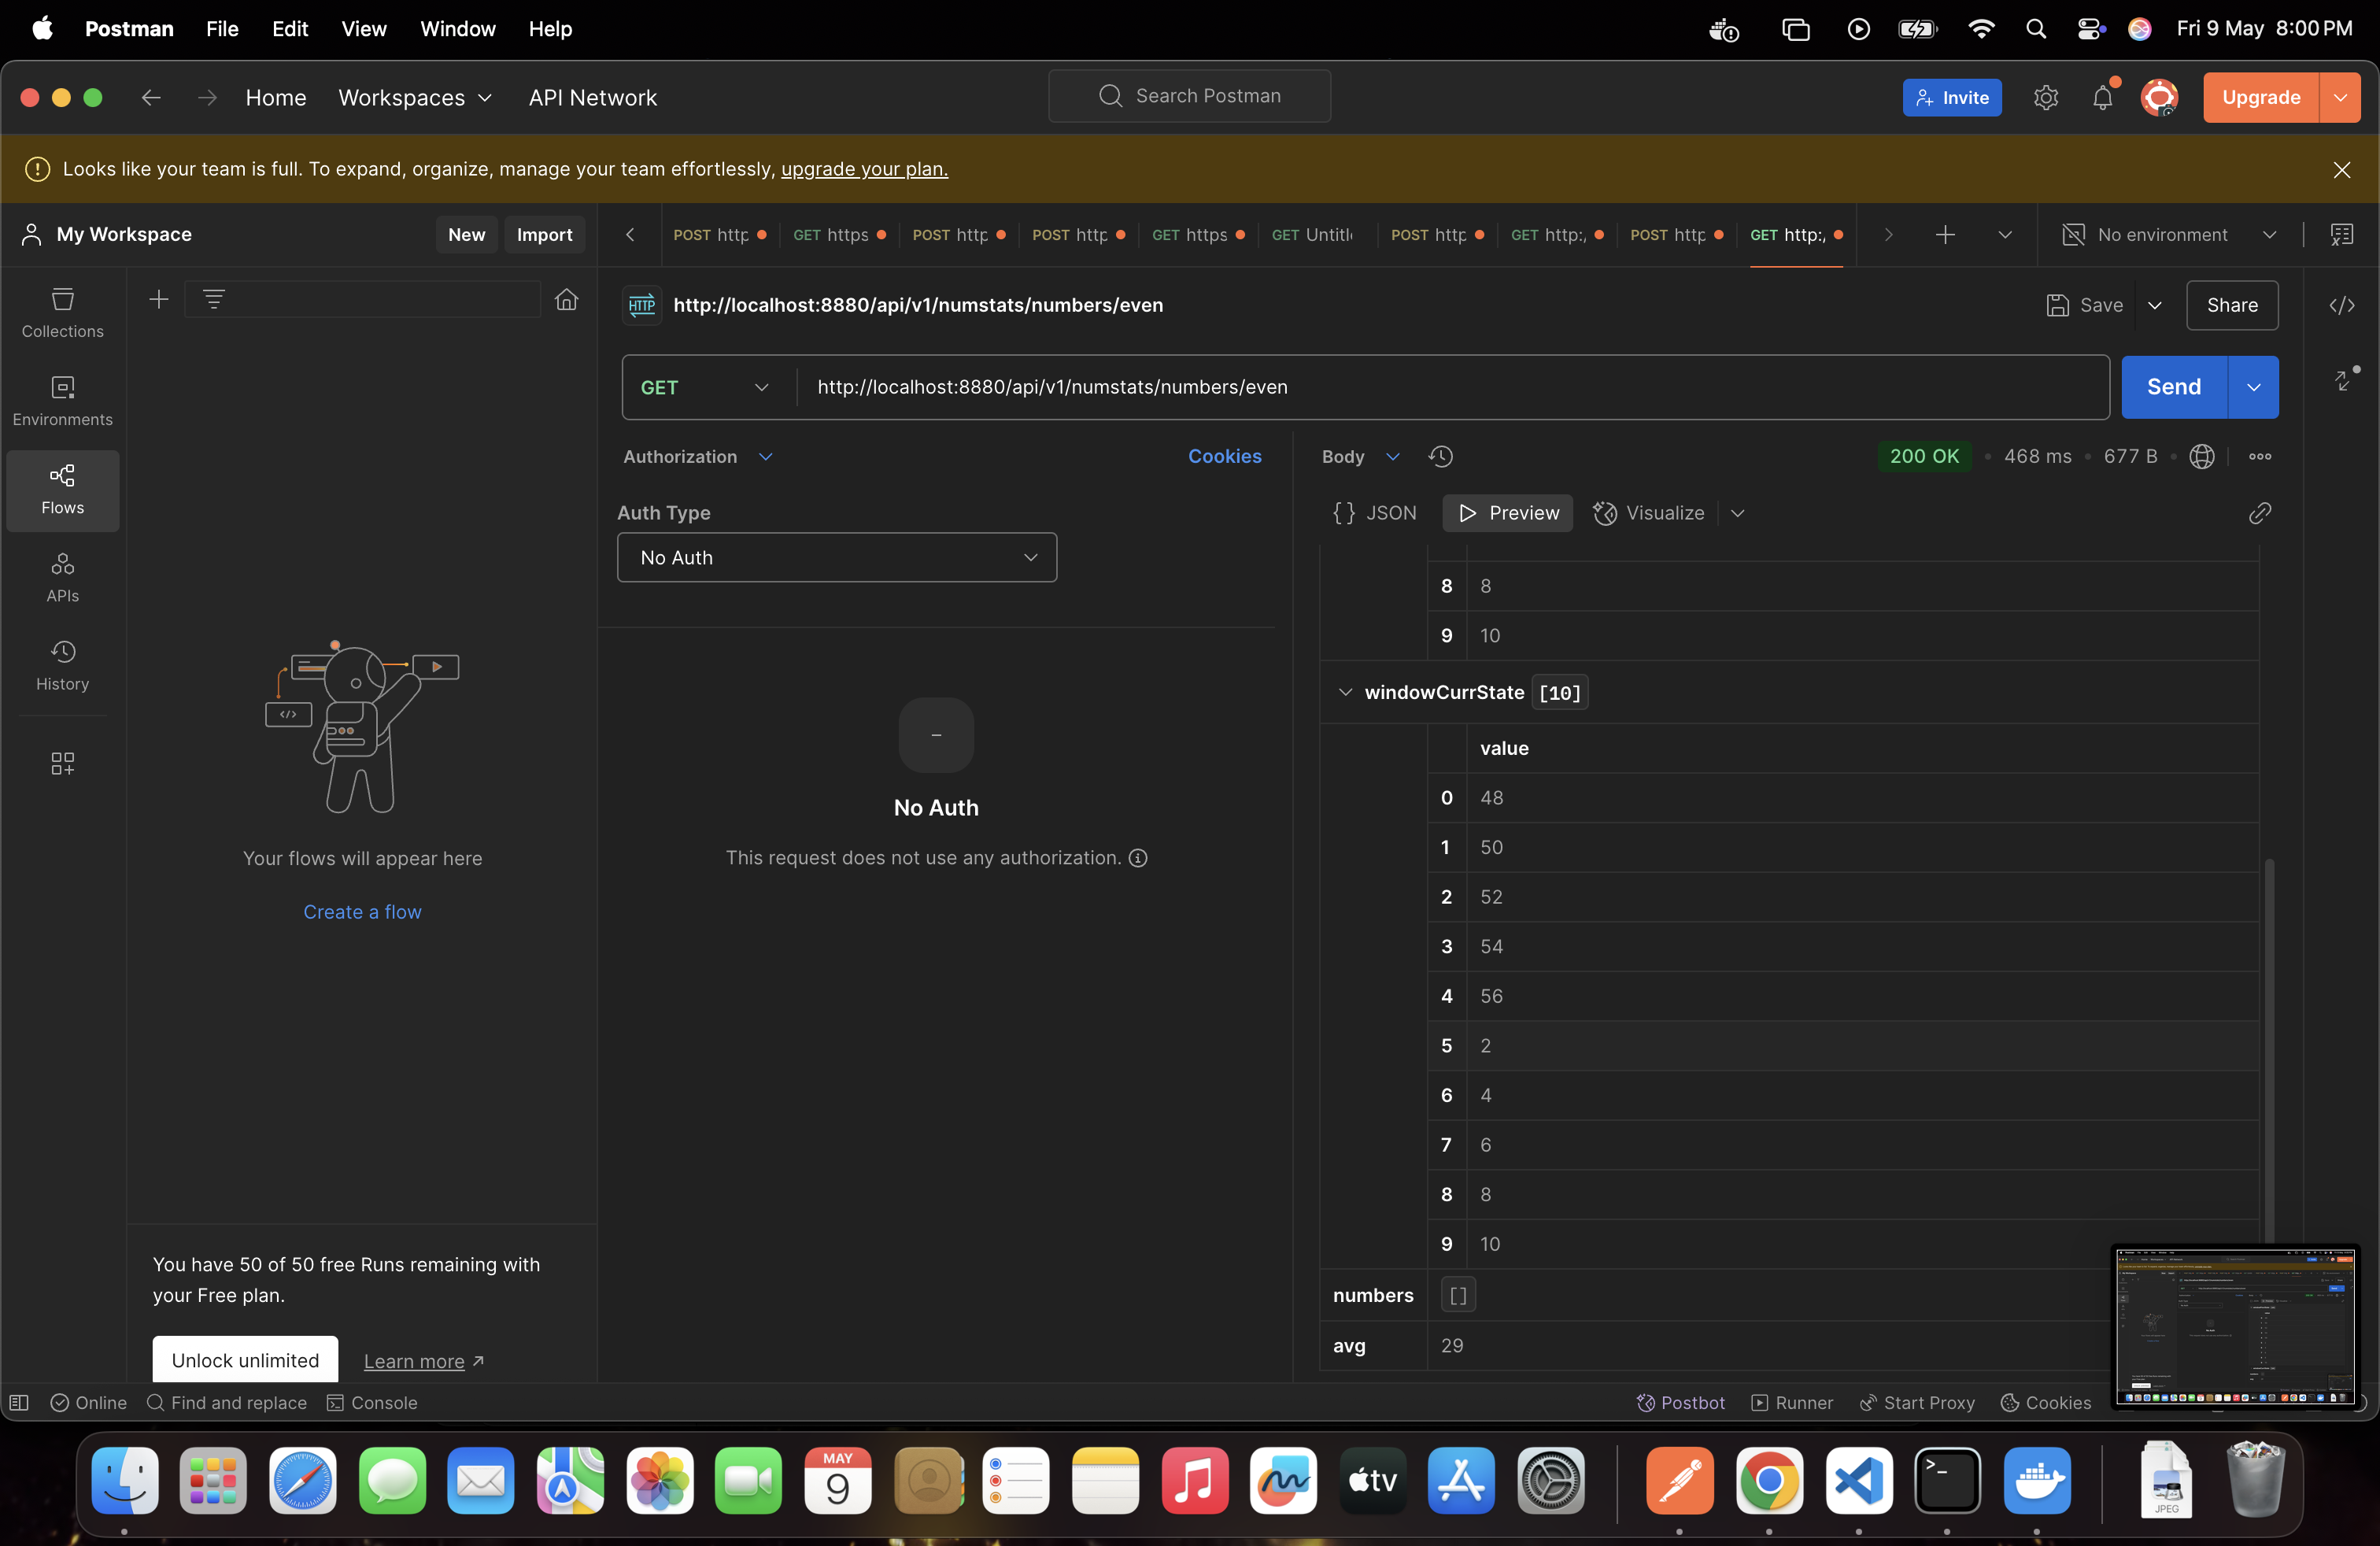 Postman File Edit View Window Help Fri 9 May 8:00 PM
Home Workspaces API Network Search Postman Invite Upgrade
Looks like your team is full. To expand, organize, manage your team effortlessly, upgrade your plan.
My Workspace New Import POST http GET https POST http POST http GET https GET Untitl POST http GET http:/ POST http GET http:/ No environment
Collections
Environments
Flows
APIs
History
Your flows will appear here
Create a flow
You have 50 of 50 free Runs remaining with
your Free plan.
Unlock unlimited Learn more ↗
HTTP http://localhost:8880/api/v1/numstats/numbers/even Save Share
GET http://localhost:8880/api/v1/numstats/numbers/even Send
Authorization Cookies
Auth Type
No Auth
No Auth
This request does not use any authorization.
Body 200 OK • 468 ms • 677 B •
{} JSON Preview Visualize
8 8
9 10
windowCurrState [10]
value
0 48
1 50
2 52
3 54
4 56
5 2
6 4
7 6
8 8
9 10
numbers []
avg 29
Online Find and replace Console Postbot Runner Start Proxy Cookies
MAY
9
tv
JPEG